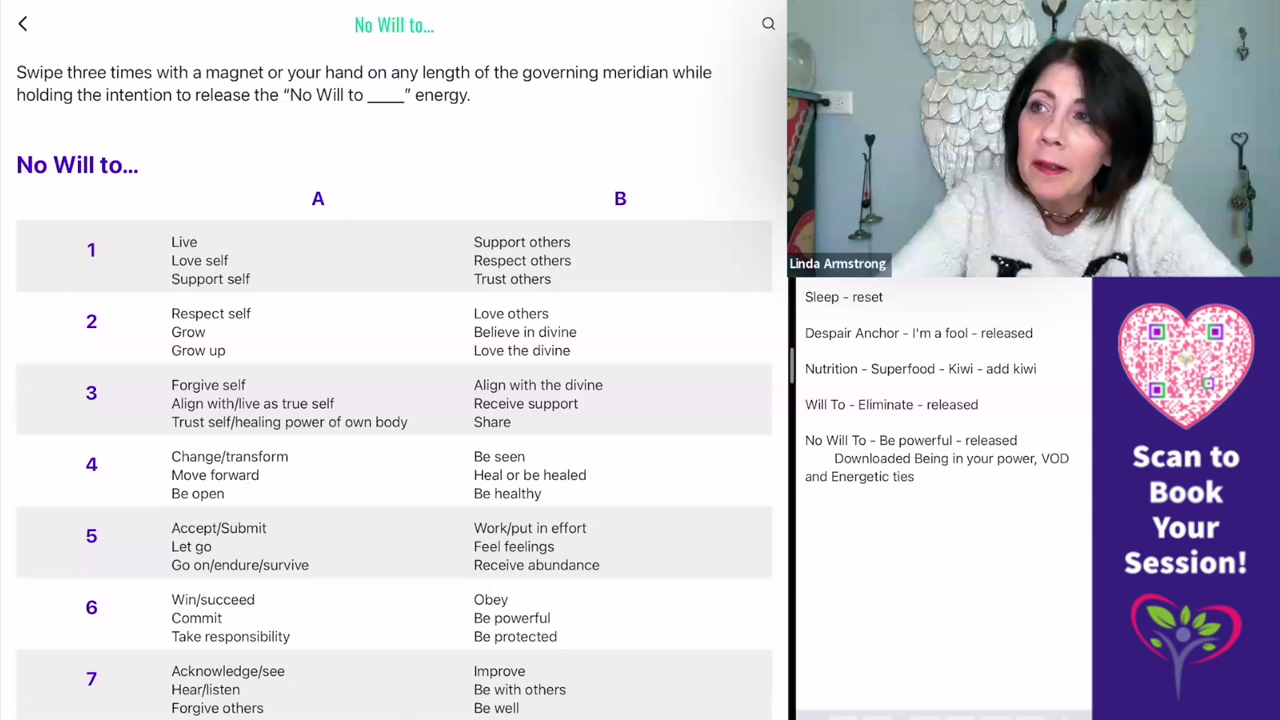 No Will to...
Swipe three times with a magnet or your hand on any length of the governing meridian while
holding the intention to release the “No Will to ____” energy.
No Will to...
A B
1
Live
Love self
Support self
Support others
Respect others
Trust others
2
Respect self
Grow
Grow up
Love others
Believe in divine
Love the divine
3
Forgive self
Align with/live as true self
Trust self/healing power of own body
Align with the divine
Receive support
Share
4
Change/transform
Move forward
Be open
Be seen
Heal or be healed
Be healthy
5
Accept/Submit
Let go
Go on/endure/survive
Work/put in effort
Feel feelings
Receive abundance
6
Win/succeed
Commit
Take responsibility
Obey
Be powerful
Be protected
7
Acknowledge/see
Hear/listen
Forgive others
Improve
Be with others
Be well
Linda Armstrong
Sleep - reset
Despair Anchor - I'm a fool - released
Nutrition - Superfood - Kiwi - add kiwi
Will To - Eliminate - released
No Will To - Be powerful - released
Downloaded Being in your power, VOD
and Energetic ties
Scan to
Book
Your
Session!